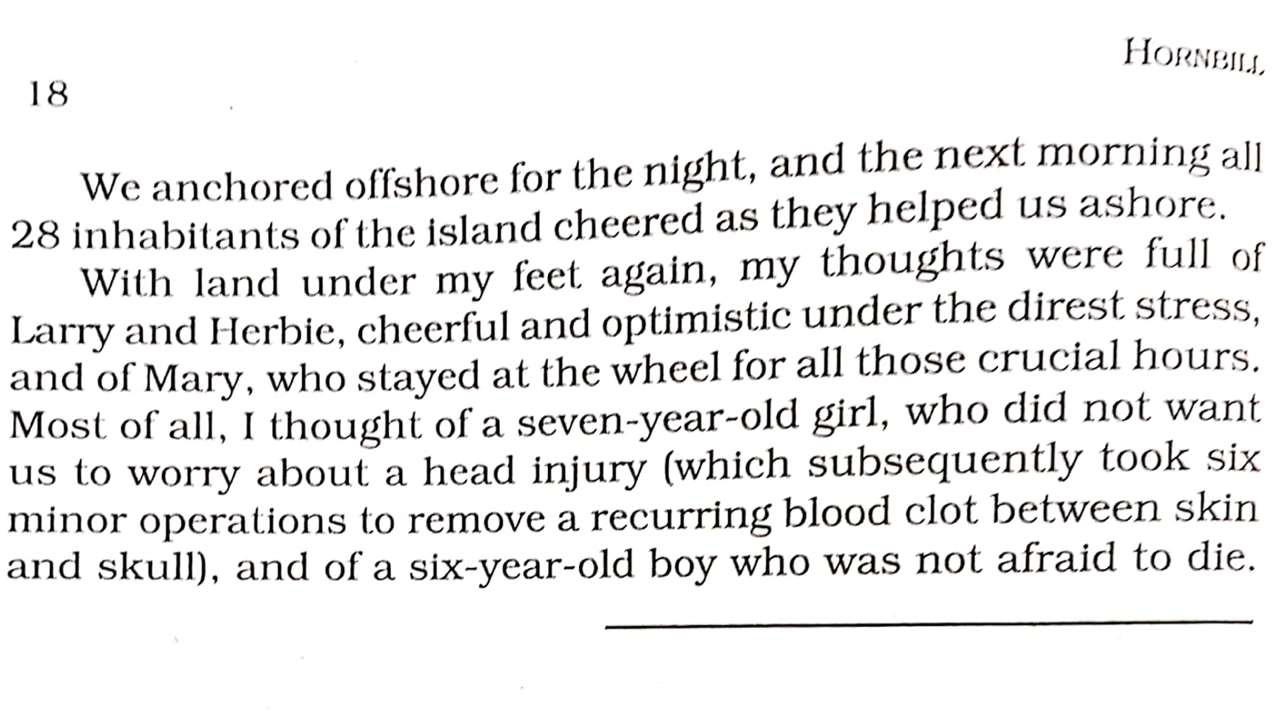 HORNBILL
18
We anchored offshore for the night, and the next morning all
28 inhabitants of the island cheered as they helped us ashore.
With land under my feet again, my thoughts were full of
Larry and Herbie, cheerful and optimistic under the direst stress,
and of Mary, who stayed at the wheel for all those crucial hours.
Most of all, I thought of a seven-year-old girl, who did not want
us to worry about a head injury (which subsequently took six
minor operations to remove a recurring blood clot between skin
and skull), and of a six-year-old boy who was not afraid to die.